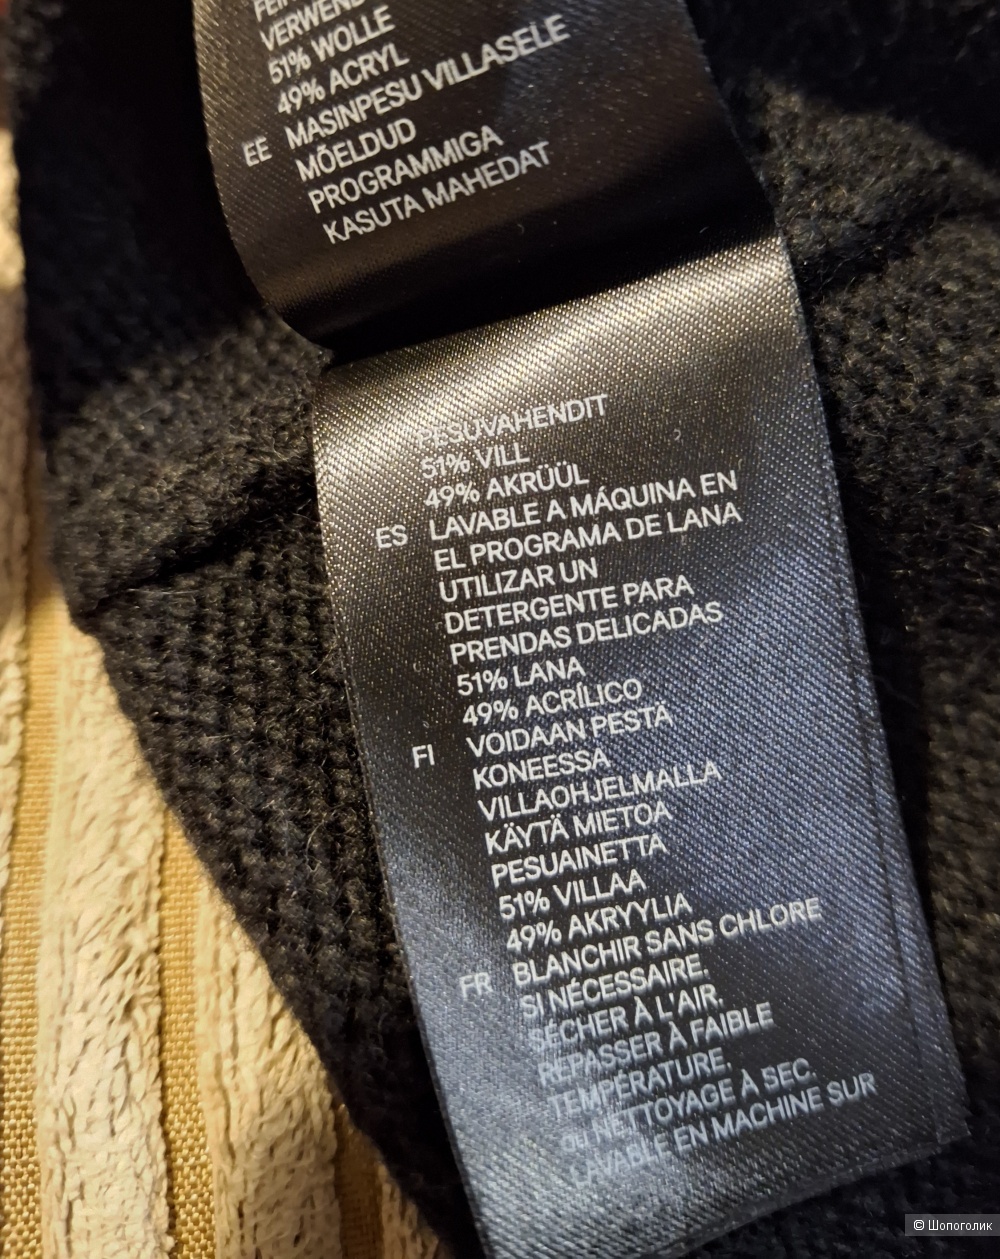 51% WOLLE
49% ACRYL
EE MASINPESU VILLASELE
MÕELDUD
PROGRAMMIGA
KASUTA MAHEDAT
PESUVAHENDIT
51% VILL
49% AKRÜÜL
ES LAVABLE A MÁQUINA EN
EL PROGRAMA DE LANA
UTILIZAR UN
DETERGENTE PARA
PRENDAS DELICADAS
51% LANA
49% ACRÍLICO
FI VOIDAAN PESTÄ
KONEESSA
VILLAOHJELMALLA
KÄYTÄ MIETOA
PESUAINETTA
51% VILLAA
49% AKRYYLIA
FR BLANCHIR SANS CHLORE
SI NÉCESSAIRE.
SÉCHER À L'AIR.
REPASSER À FAIBLE
TEMPÉRATURE.
ou NETTOYAGE À SEC.
LAVABLE EN MACHINE SUR
© Шопоголик